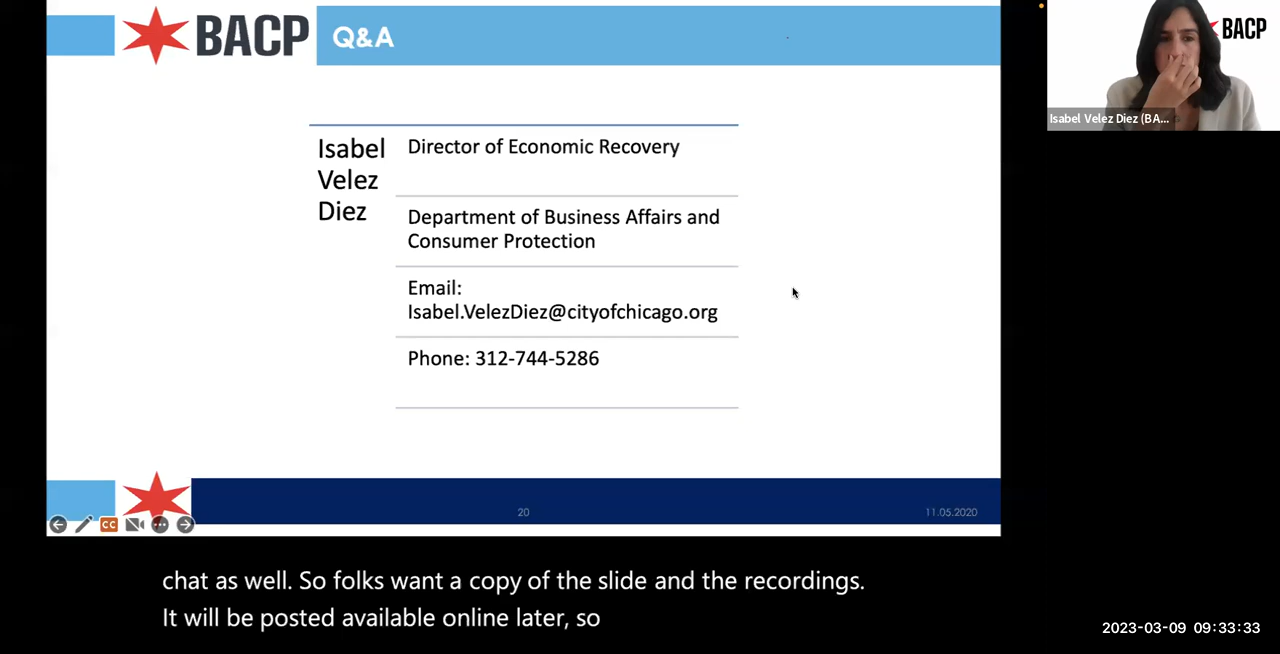 BACP
Q&A
Isabel
Velez
Diez
Director of Economic Recovery
Department of Business Affairs and
Consumer Protection
Email:
Isabel.VelezDiez@cityofchicago.org
Phone: 312-744-5286
20
11.05.2020
CC
BACP
Isabel Velez Diez (BA...
chat as well. So folks want a copy of the slide and the recordings.
It will be posted available online later, so
2023-03-09 09:33:33